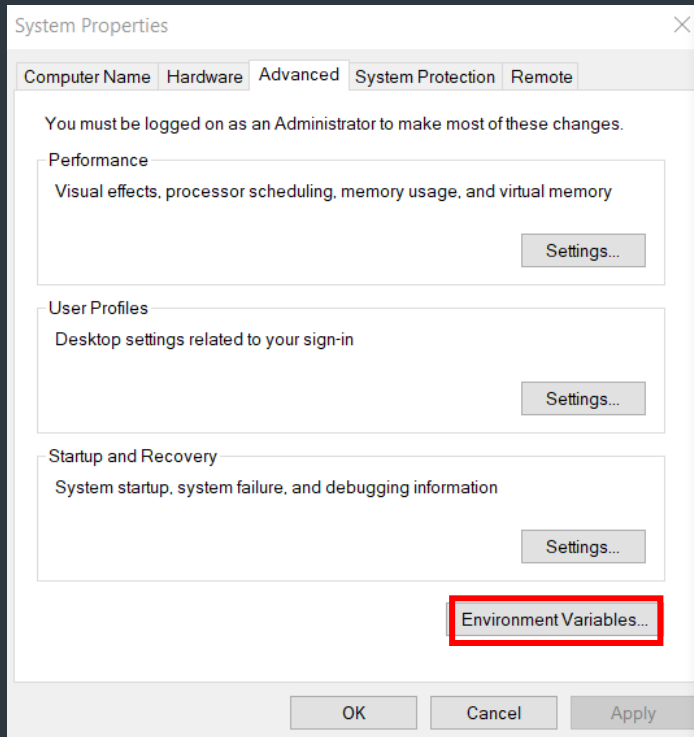 System Properties
Computer Name Hardware Advanced System Protection Remote
You must be logged on as an Administrator to make most of these changes.
Performance
Visual effects, processor scheduling, memory usage, and virtual memory
Settings...
User Profiles
Desktop settings related to your sign-in
Settings...
Startup and Recovery
System startup, system failure, and debugging information
Settings...
Environment Variables...
OK Cancel Apply